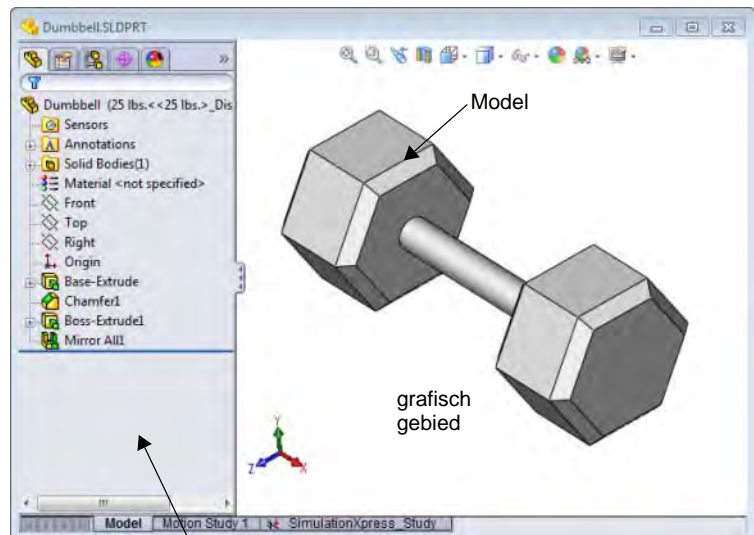 Dumbbell.SLDPRT
»
Dumbbell (25 lbs.<<25 lbs.>_Dis
Sensors
A Annotations
Solid Bodies(1)
Material <not specified>
Front
Top
Right
Origin
Base-Extrude
Chamfer1
Boss-Extrude1
Mirror All1
Model
grafisch
gebied
Y
Z X
Model Motion Study 1 SimulationXpress_Study